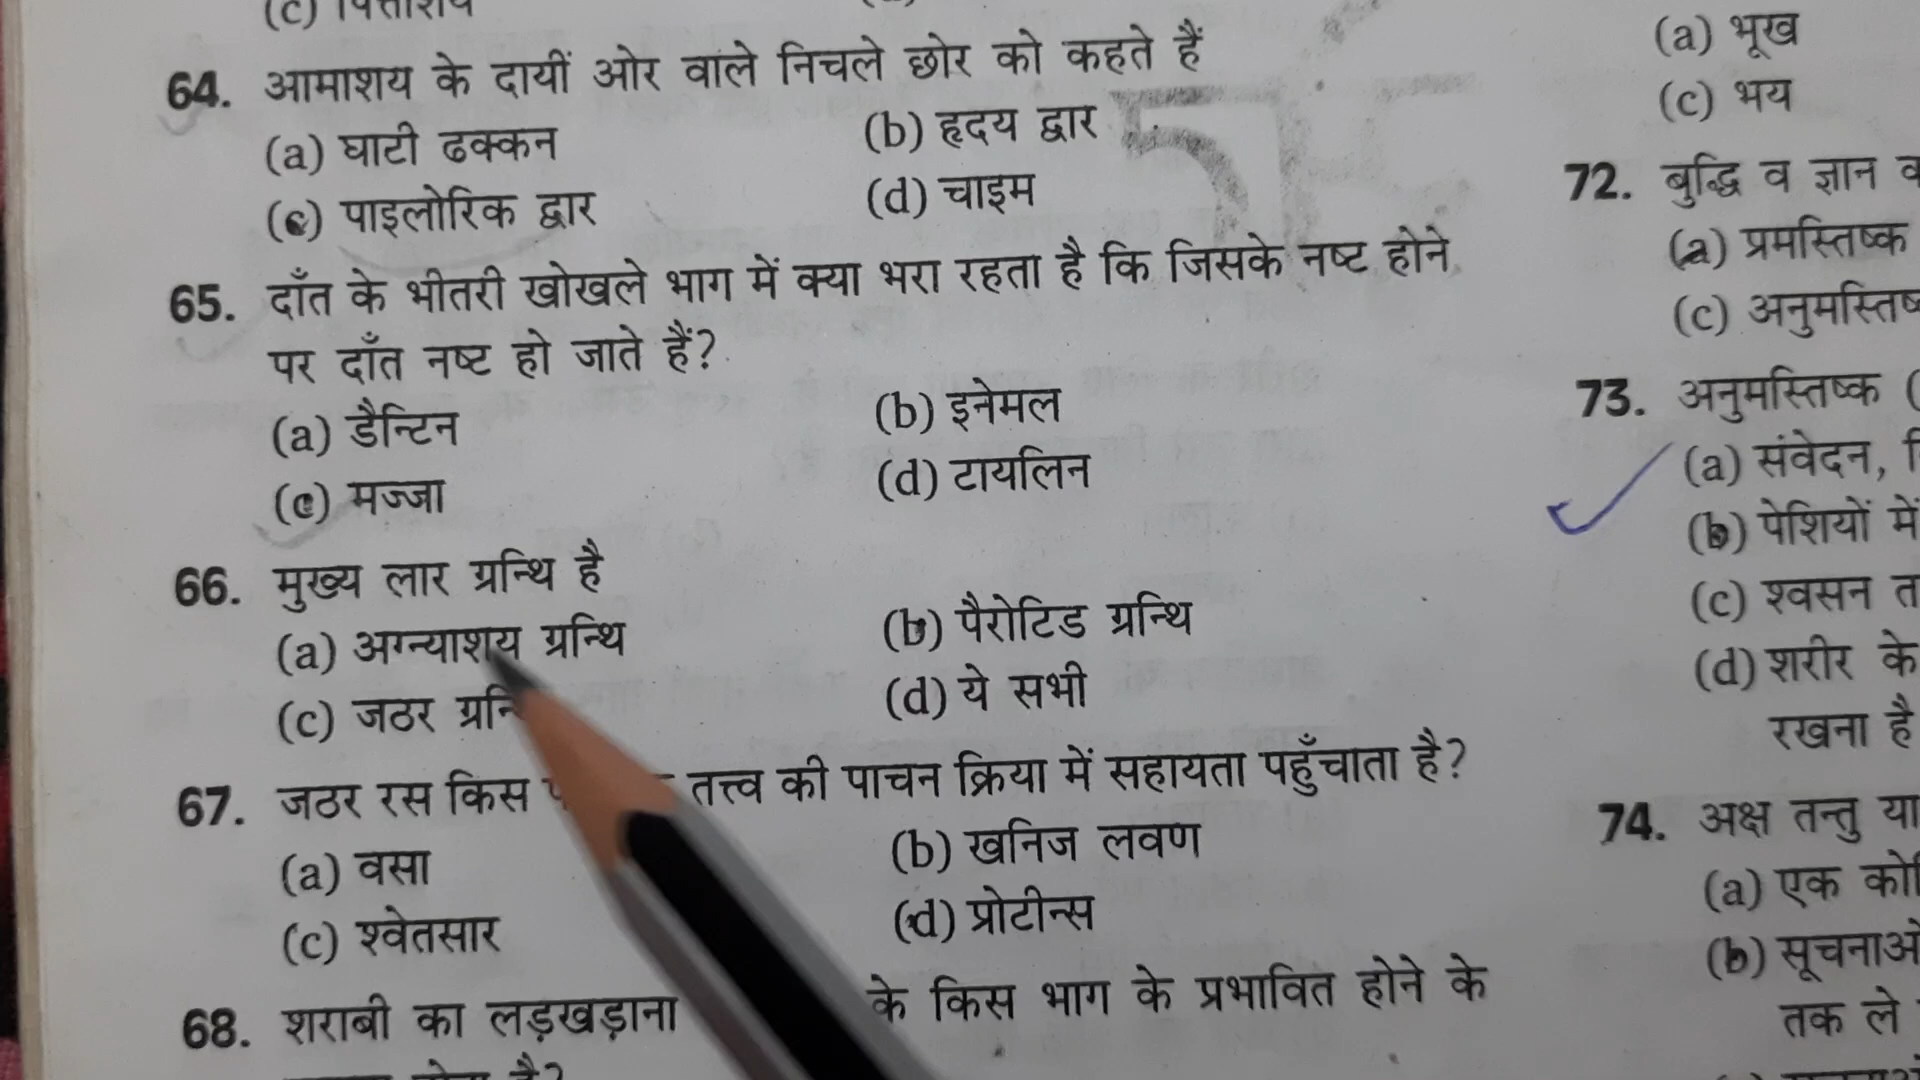 64. आमाशय के दायीं ओर वाले निचले छोर को कहते हैं
(a) घाटी ढक्कन (b) हृदय द्वार
(c) पाइलोरिक द्वार (d) चाइम
65. दाँत के भीतरी खोखले भाग में क्या भरा रहता है कि जिसके नष्ट होने
पर दाँत नष्ट हो जाते हैं?
(a) डैन्टिन (b) इनेमल
(c) मज्जा (d) टायलिन
66. मुख्य लार ग्रन्थि है
(a) अग्न्याशय ग्रन्थि (b) पैरोटिड ग्रन्थि
(c) जठर (d) ये सभी
67. जठर रस किस तत्त्व की पाचन क्रिया में सहायता पहुँचाता है?
(a) वसा (b) खनिज लवण
(c) श्वेतसार (d) प्रोटीन्स
68. शराबी का लड़खड़ाना के किस भाग के प्रभावित होने के
(a) भूख
(c) भय
72. बुद्धि व ज्ञान
(a) प्रमस्तिष्क
(c)
73. अनुमस्तिष्क (
(a) संवेदन,
(b) पेशियों में
(c) श्वसन
(d) शरीर के
रखना है
74. अक्ष तन्तु या
(a) एक
(b)
तक ले